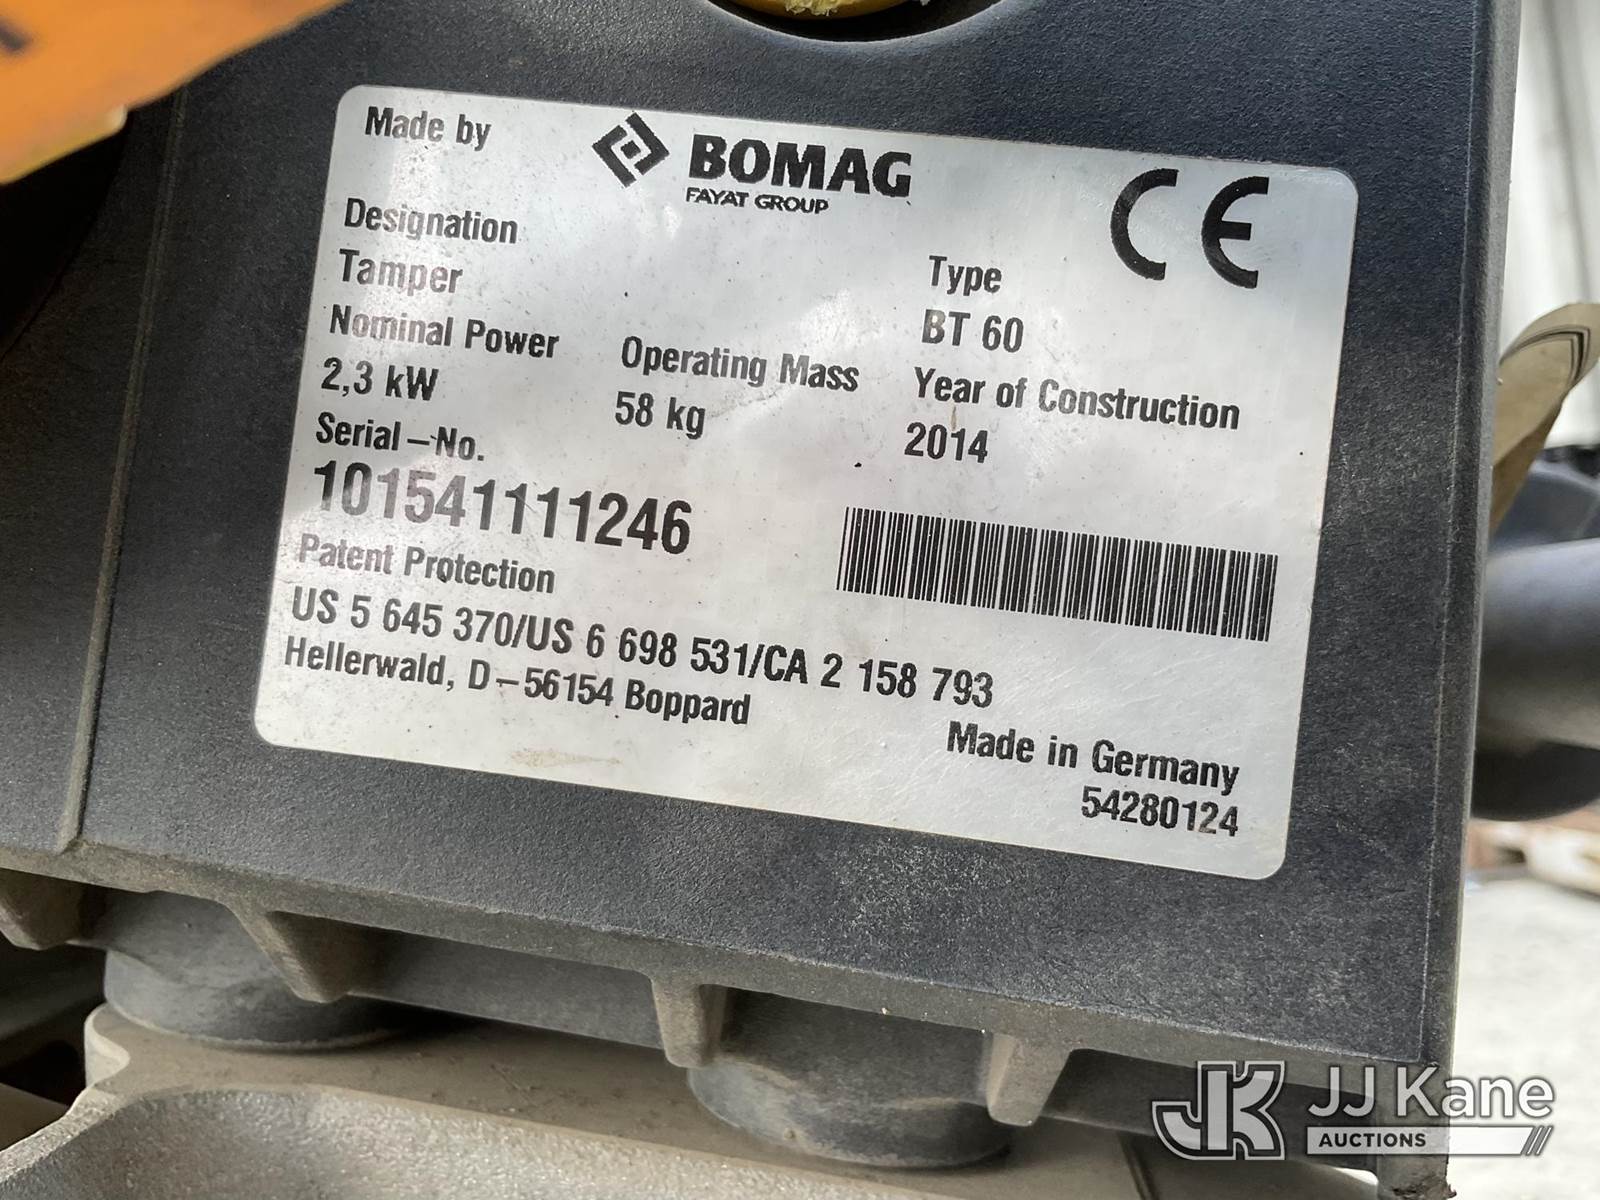 Made by BOMAG
FAYAT GROUP
CE
Designation
Tamper
Type
BT 60
Nominal Power
2,3 kW
Operating Mass
58 kg
Year of Construction
2014
Serial-No.
101541111246
Patent Protection
US 5 645 370/US 6 698 531/CA 2 158 793
Hellerwald, D-56154 Boppard
Made in Germany
54280124
JK JJ Kane
AUCTIONS